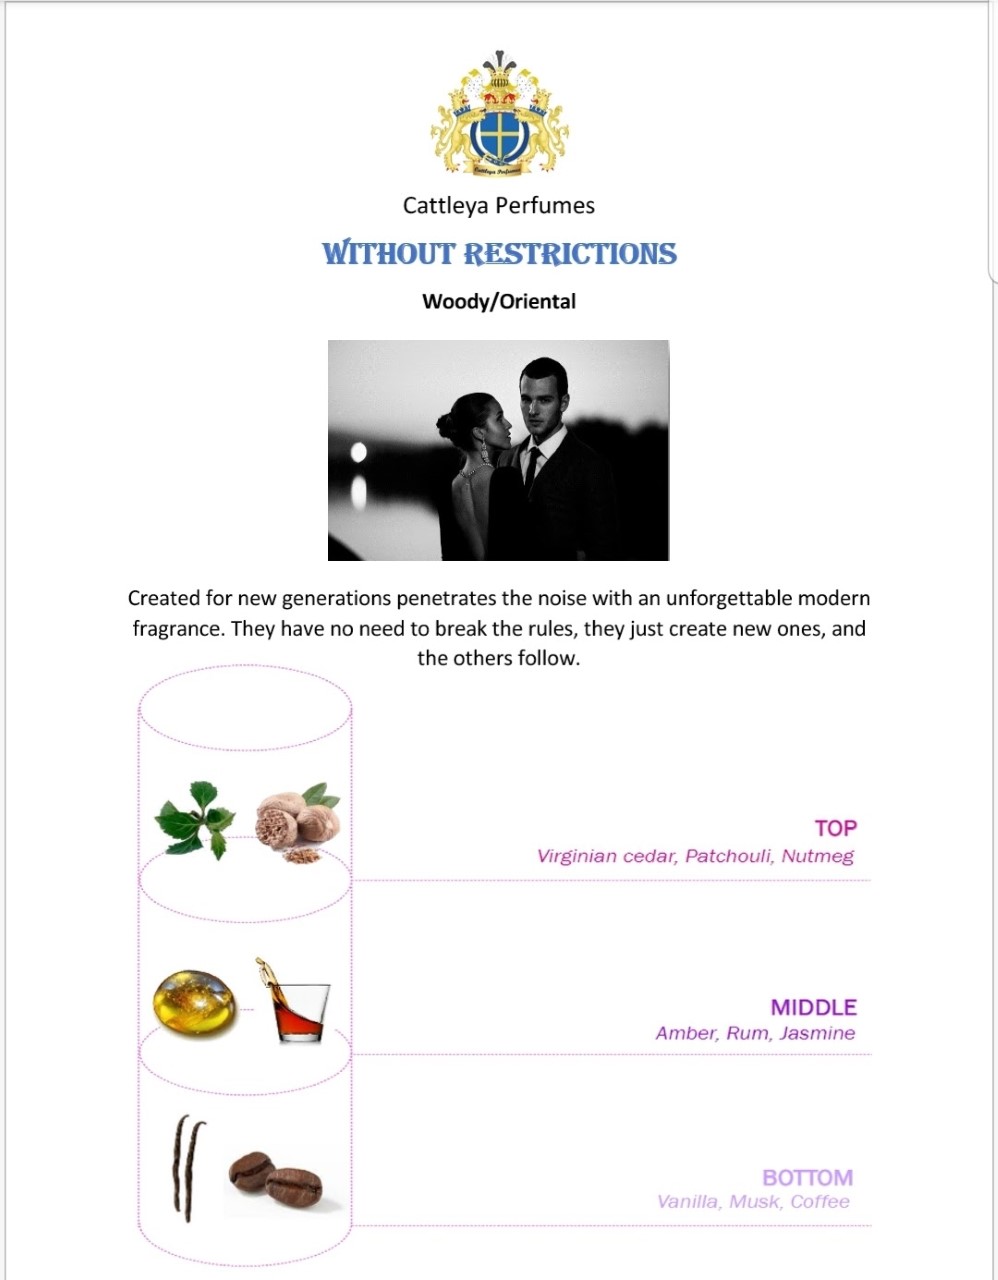 Cattleya Perfumes
Cattleya Perfumes
WITHOUT RESTRICTIONS
Woody/Oriental
Created for new generations penetrates the noise with an unforgettable modern
fragrance. They have no need to break the rules, they just create new ones, and
the others follow.
TOP
Virginian cedar, Patchouli, Nutmeg
MIDDLE
Amber, Rum, Jasmine
BOTTOM
Vanilla, Musk, Coffee